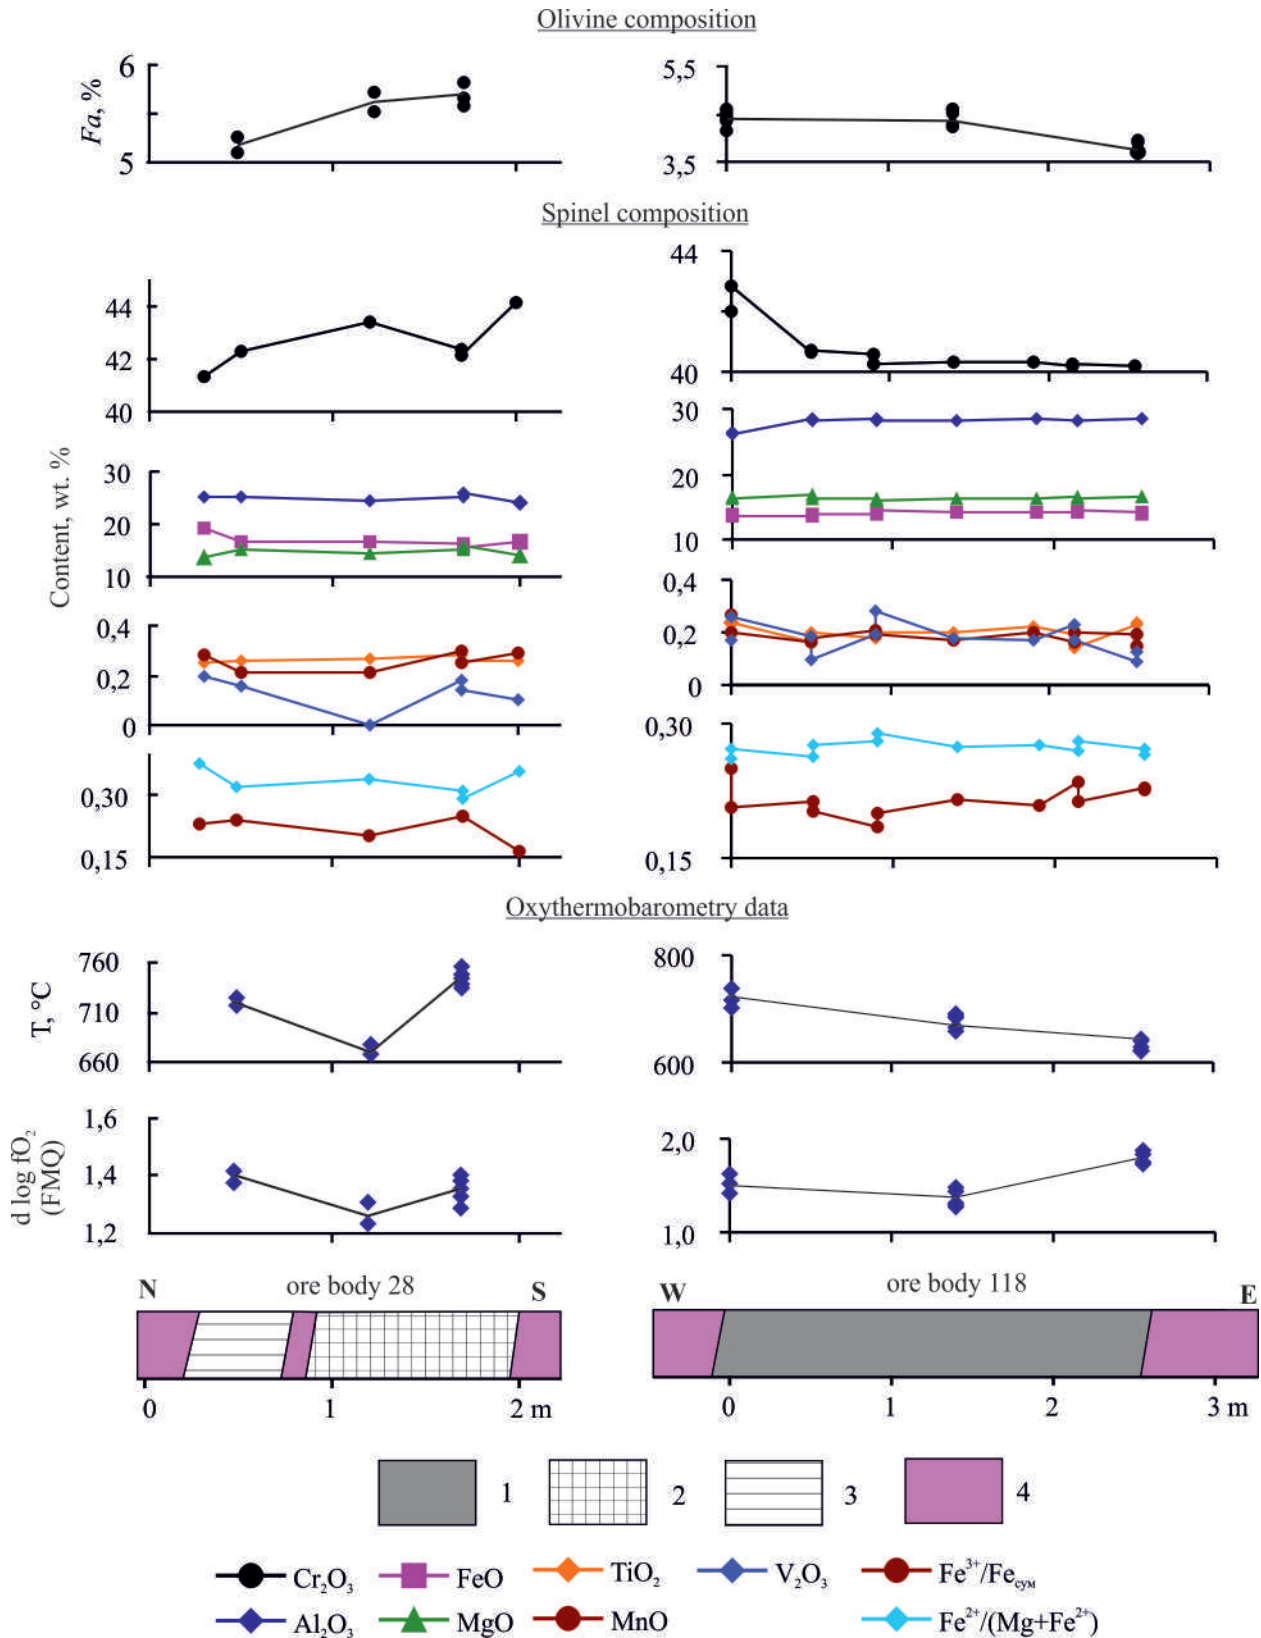 Olivine composition
Fa, %
6
5
5,5
3,5
Spinel composition
Content, wt. %
44
42
40
44
40
30
20
10
30
20
10
0,4
0,2
0
0,4
0,2
0
0,30
0,15
0,30
0,15
Oxythermobarometry data
T, °C
760
710
660
800
600
d log fO₂
(FMQ)
1,6
1,4
1,2
2,0
1,0
N ore body 28 S
W ore body 118 E
0 1 2 m
0 1 2 3 m
1 2 3 4
Cr₂O₃ FeO TiO₂ V₂O₃ Fe³⁺/Feсум
Al₂O₃ MgO MnO Fe²⁺/(Mg+Fe²⁺)